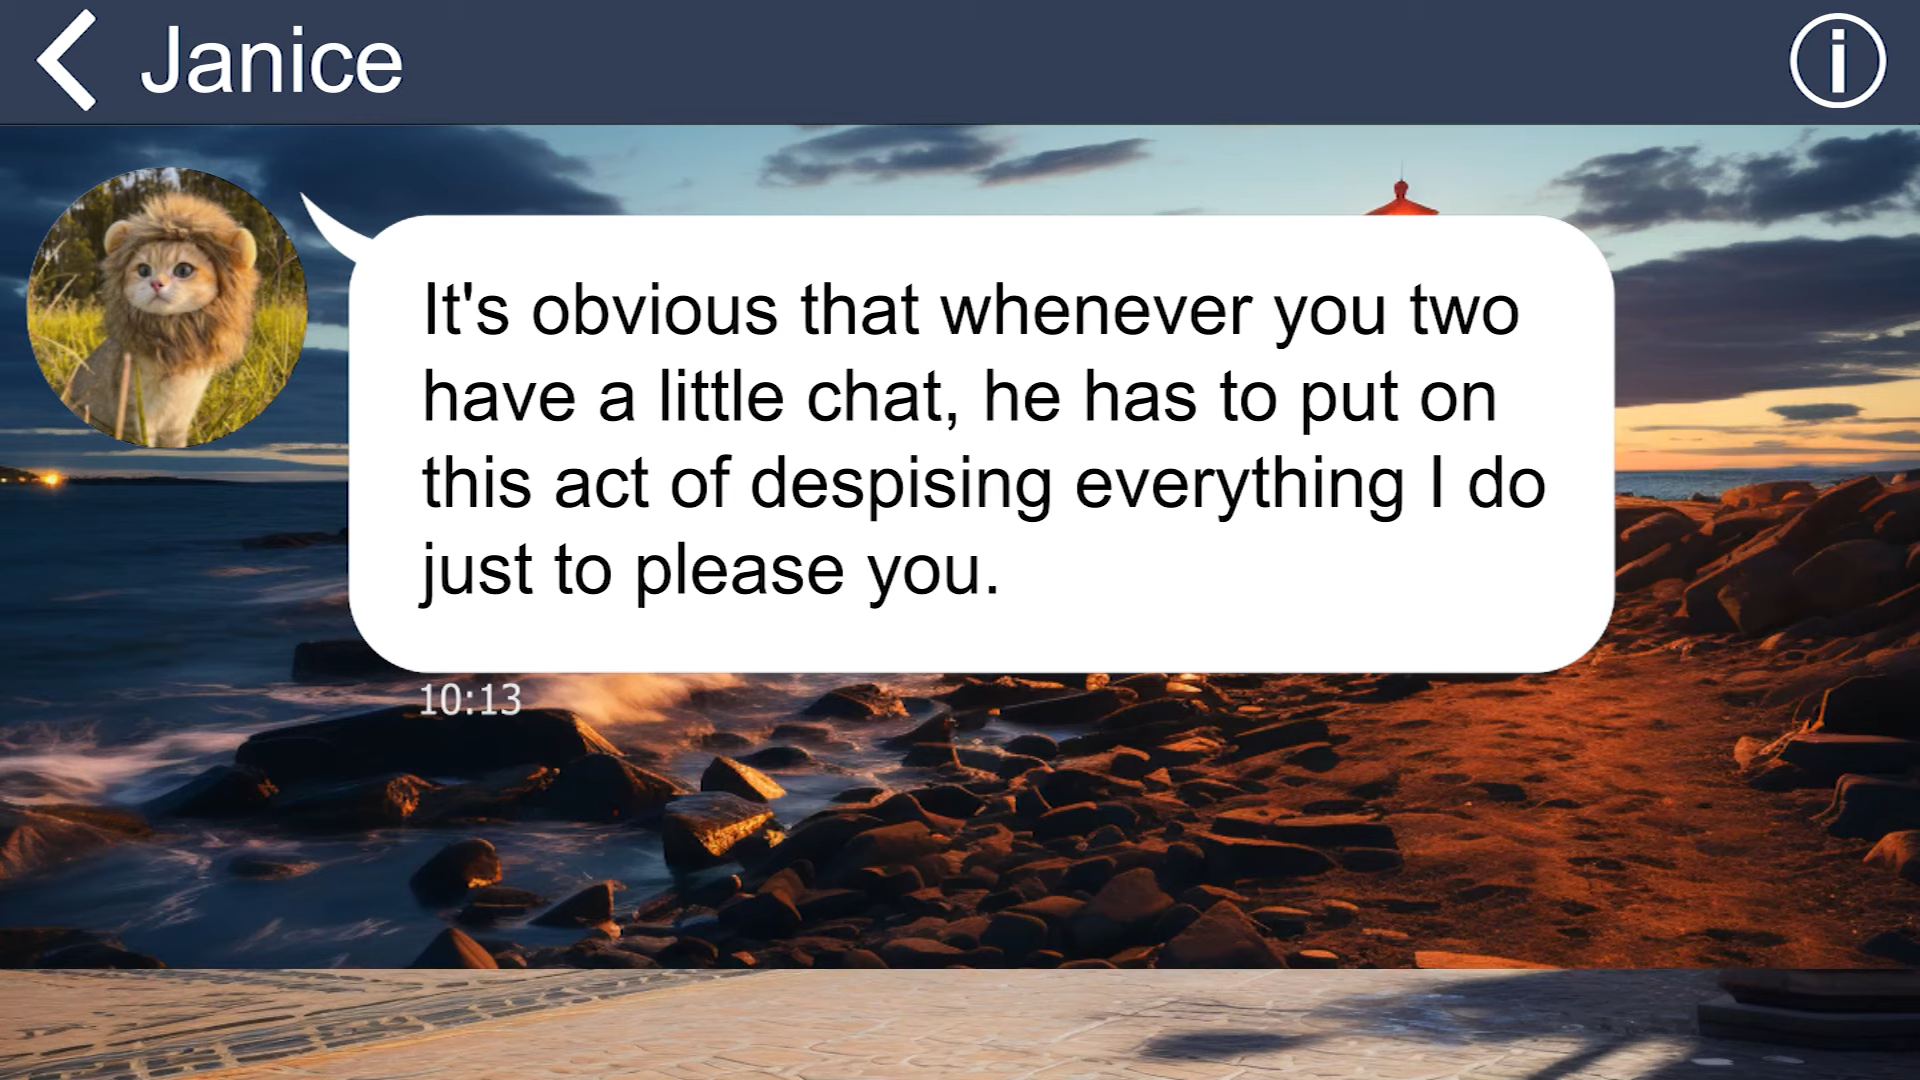 Janice
It's obvious that whenever you two
have a little chat, he has to put on
this act of despising everything I do
just to please you.
10:13